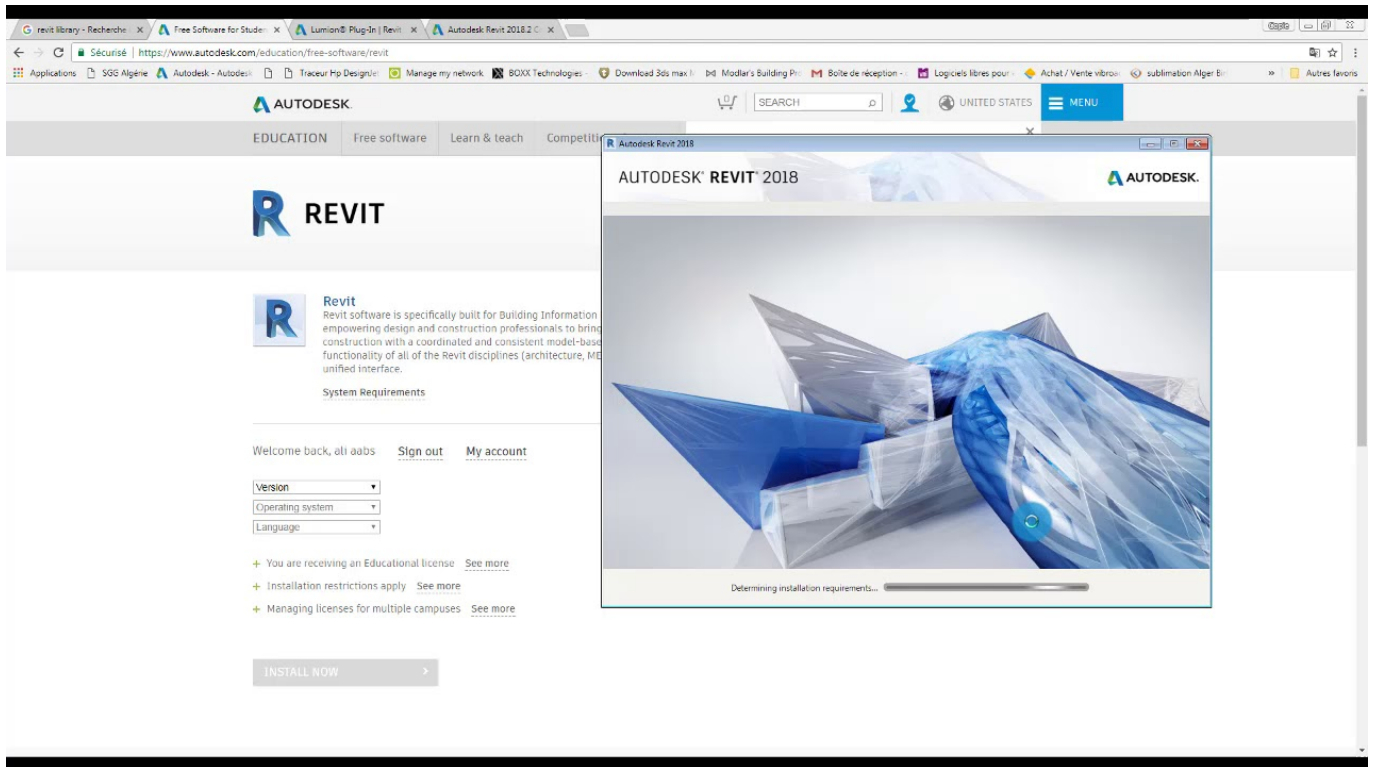 revit library - Recherche
Free Software for Studen
Lumion® Plug-In | Revit
Autodesk Revit 2018.2 C
Sécurisé | https://www.autodesk.com/education/free-software/revit
Applications SGG Algérie Autodesk - Autodes Traceur Hp DesignJe Manage my network BOXX Technologies - Download 3ds max Modlar's Building Pr Boîte de réception - Logiciels libres pour Achat / Vente vibroa sublimation Alger B » Autres favoris
AUTODESK.
0 SEARCH UNITED STATES MENU
EDUCATION Free software Learn & teach Competiti
REVIT
Revit
Revit software is specifically built for Building Information
empowering design and construction professionals to bring
construction with a coordinated and consistent model-base
functionality of all of the Revit disciplines (architecture, ME
unified interface.
System Requirements
Welcome back, ali aabs Sign out My account
Version
Operating system
Language
+ You are receiving an Educational license See more
+ Installation restrictions apply See more
+ Managing licenses for multiple campuses See more
INSTALL NOW
Autodesk Revit 2018
AUTODESK® REVIT® 2018 AUTODESK.
Determining installation requirements...